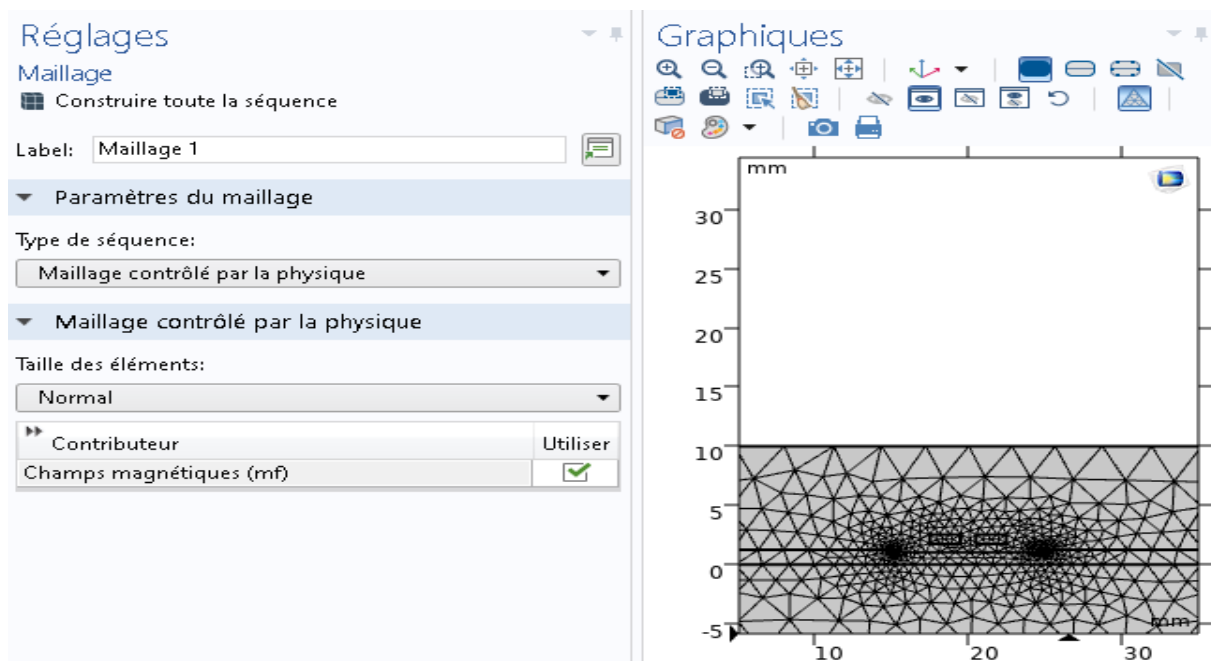 Réglages
Maillage
Construire toute la séquence
Label: Maillage 1
Paramètres du maillage
Type de séquence:
Maillage contrôlé par la physique
Maillage contrôlé par la physique
Taille des éléments:
Normal
Contributeur Utiliser
Champs magnétiques (mf)
Graphiques
mm
30
25
20
15
10
5
0
-5
mm
10 20 30